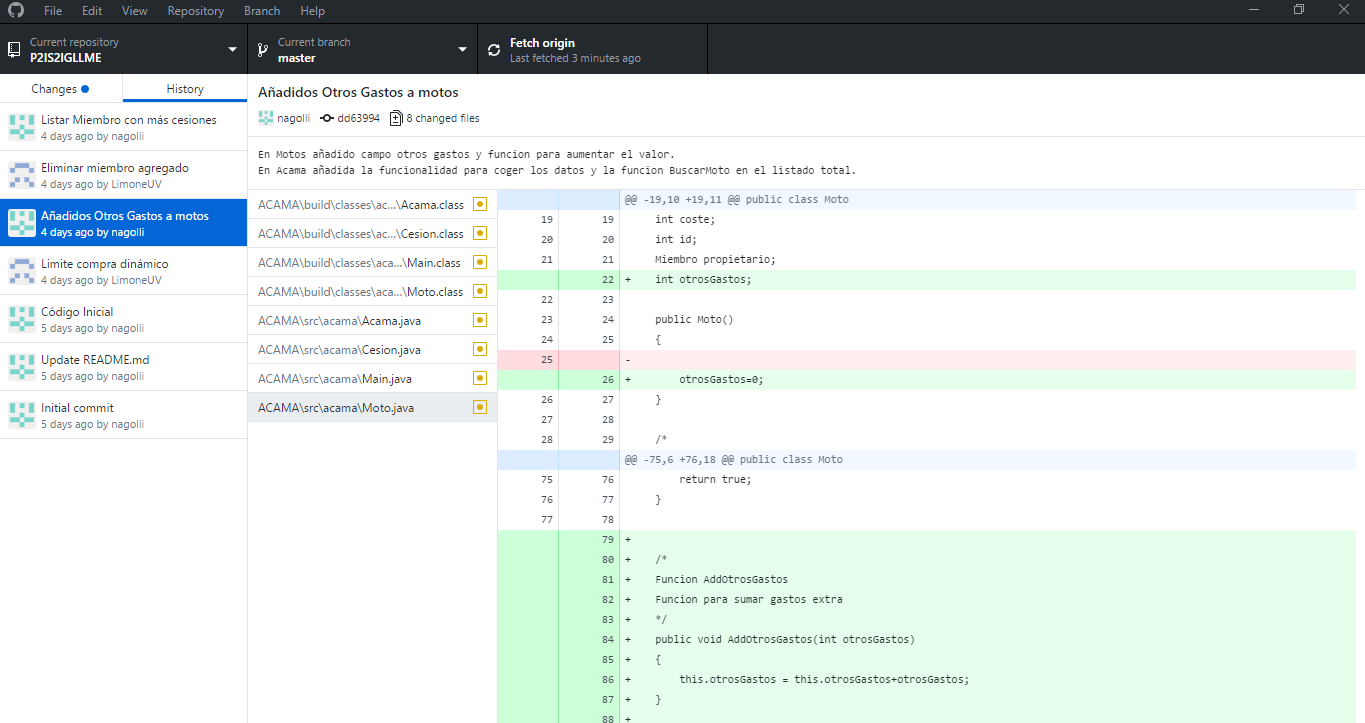 File Edit View Repository Branch Help
Current repository
P2IS2IGLLME
Current branch
master
Fetch origin
Last fetched 3 minutes ago
Changes
History
Listar Miembro con más cesiones
4 days ago by nagolli
Eliminar miembro agregado
4 days ago by LimoneUV
Añadidos Otros Gastos a motos
4 days ago by nagolli
Limite compra dinámico
4 days ago by LimoneUV
Código Inicial
5 days ago by nagolli
Update README.md
5 days ago by nagolli
Initial commit
5 days ago by nagolli
Añadidos Otros Gastos a motos
nagolli dd63994 8 changed files
En Motos añadido campo otros gastos y funcion para aumentar el valor.
En Acama añadida la funcionalidad para coger los datos y la funcion BuscarMoto en el listado total.
ACAMA\build\classes\ac...\Acama.class
ACAMA\build\classes\ac...\Cesion.class
ACAMA\build\classes\aca...\Main.class
ACAMA\build\classes\aca...\Moto.class
ACAMA\src\acama\Acama.java
ACAMA\src\acama\Cesion.java
ACAMA\src\acama\Main.java
ACAMA\src\acama\Moto.java
@@ -19,10 +19,11 @@ public class Moto
19 19 int coste;
20 20 int id;
21 21 Miembro propietario;
22 + int otrosGastos;
22 23
23 24 public Moto()
24 25 {
25 -
26 + otrosGastos=0;
26 27 }
27 28
28 29 /*
@@ -75,6 +76,18 @@ public class Moto
75 76 return true;
76 77 }
77 78
79 +
80 + /*
81 + Funcion AddOtrosGastos
82 + Funcion para sumar gastos extra
83 + */
84 + public void AddOtrosGastos(int otrosGastos)
85 + {
86 + this.otrosGastos = this.otrosGastos+otrosGastos;
87 + }
88 +